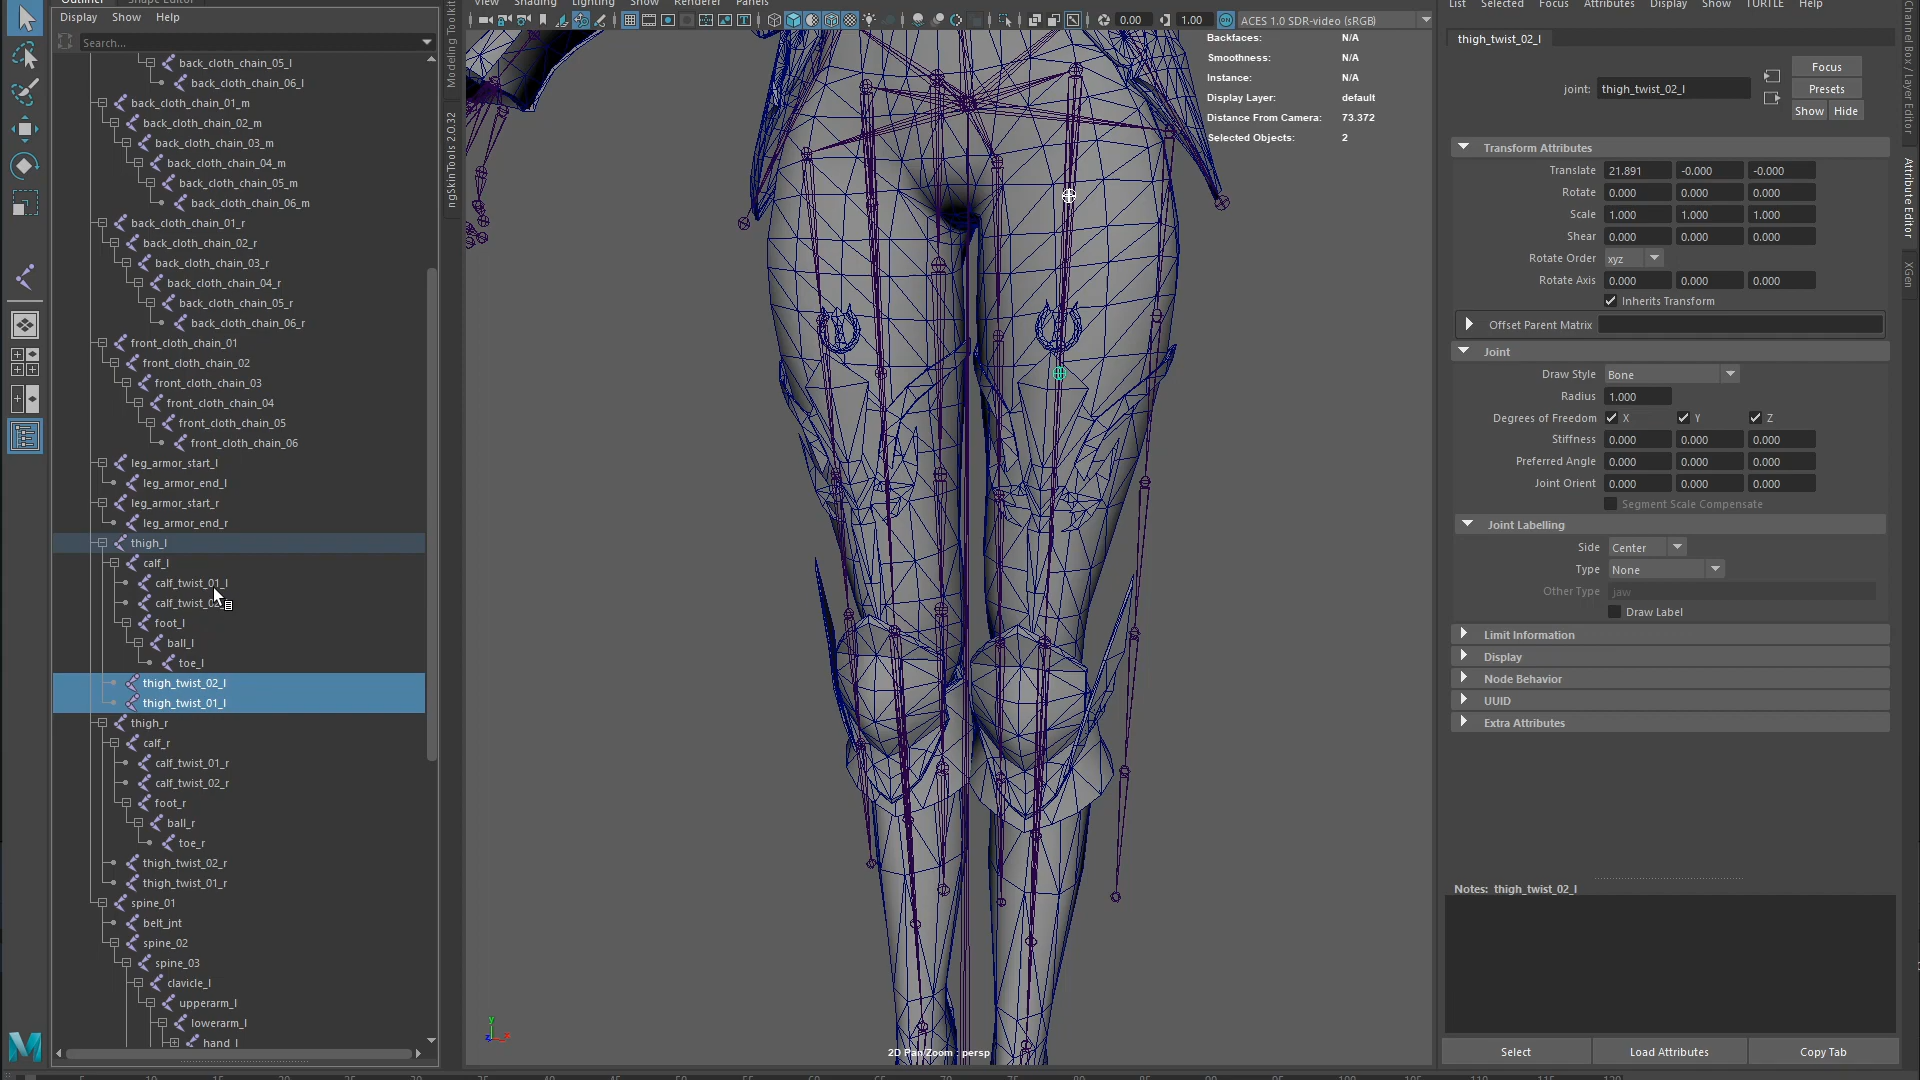 Outliner
Display Show Help
Search...
back_cloth_chain_05_l
back_cloth_chain_06_l
back_cloth_chain_01_m
back_cloth_chain_02_m
back_cloth_chain_03_m
back_cloth_chain_04_m
back_cloth_chain_05_m
back_cloth_chain_06_m
back_cloth_chain_01_r
back_cloth_chain_02_r
back_cloth_chain_03_r
back_cloth_chain_04_r
back_cloth_chain_05_r
back_cloth_chain_06_r
front_cloth_chain_01
front_cloth_chain_02
front_cloth_chain_03
front_cloth_chain_04
front_cloth_chain_05
front_cloth_chain_06
leg_armor_start_l
leg_armor_end_l
leg_armor_start_r
leg_armor_end_r
thigh_l
calf_l
calf_twist_01_l
calf_twist_02
foot_l
ball_l
toe_l
thigh_twist_02_l
thigh_twist_01_l
thigh_r
calf_r
calf_twist_01_r
calf_twist_02_r
foot_r
ball_r
toe_r
thigh_twist_02_r
thigh_twist_01_r
spine_01
belt_jnt
spine_02
spine_03
clavicle_l
upperarm_l
lowerarm_l
hand_l
Modeling Toolkit
ngSkinTools 2.0.32
View Shading Lighting Show Renderer Panels
0.00 1.00 ACES 1.0 SDR-video (sRGB)
Backfaces: N/A
Smoothness: N/A
Instance: N/A
Display Layer: default
Distance From Camera: 73.372
Selected Objects: 2
2D Pan/Zoom : persp
List Selected Focus Attributes Display Show TURTLE Help
thigh_twist_02_l
joint: thigh_twist_02_l
Focus
Presets
Show Hide
Transform Attributes
Translate 21.891 -0.000 -0.000
Rotate 0.000 0.000 0.000
Scale 1.000 1.000 1.000
Shear 0.000 0.000 0.000
Rotate Order xyz
Rotate Axis 0.000 0.000 0.000
Inherits Transform
Offset Parent Matrix
Joint
Draw Style Bone
Radius 1.000
Degrees of Freedom X Y Z
Stiffness 0.000 0.000 0.000
Preferred Angle 0.000 0.000 0.000
Joint Orient 0.000 0.000 0.000
Segment Scale Compensate
Joint Labelling
Side Center
Type None
Other Type jaw
Draw Label
Limit Information
Display
Node Behavior
UUID
Extra Attributes
Notes: thigh_twist_02_l
Select Load Attributes Copy Tab
Channel Box / Layer Editor
Attribute Editor
XGen